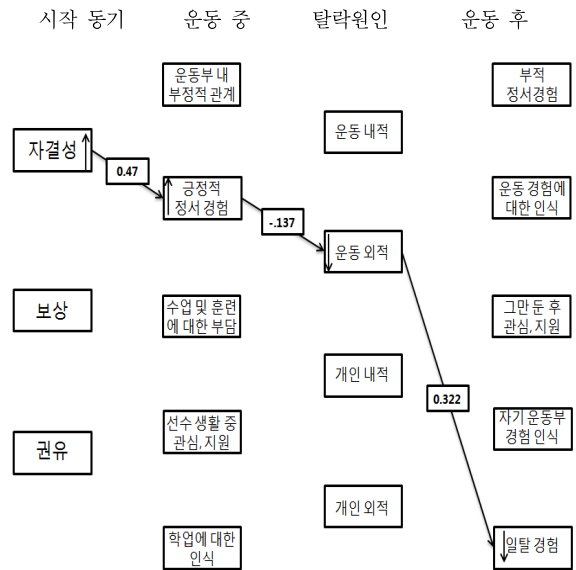 시작 동기
운동 중
탈락원인
운동 후
자결성
보상
권유
0.47
운동부 내
부정적 관계
긍정적
정서 경험
수업 및 훈련
에 대한 부담
선수 생활 중
관심, 지원
학업에 대한
인식
-.137
운동 내적
운동 외적
개인 내적
개인 외적
0.322
부적
정서경험
운동 경험에
대한 인식
그만 둔 후
관심, 지원
자기 운동부
경험 인식
일탈 경험